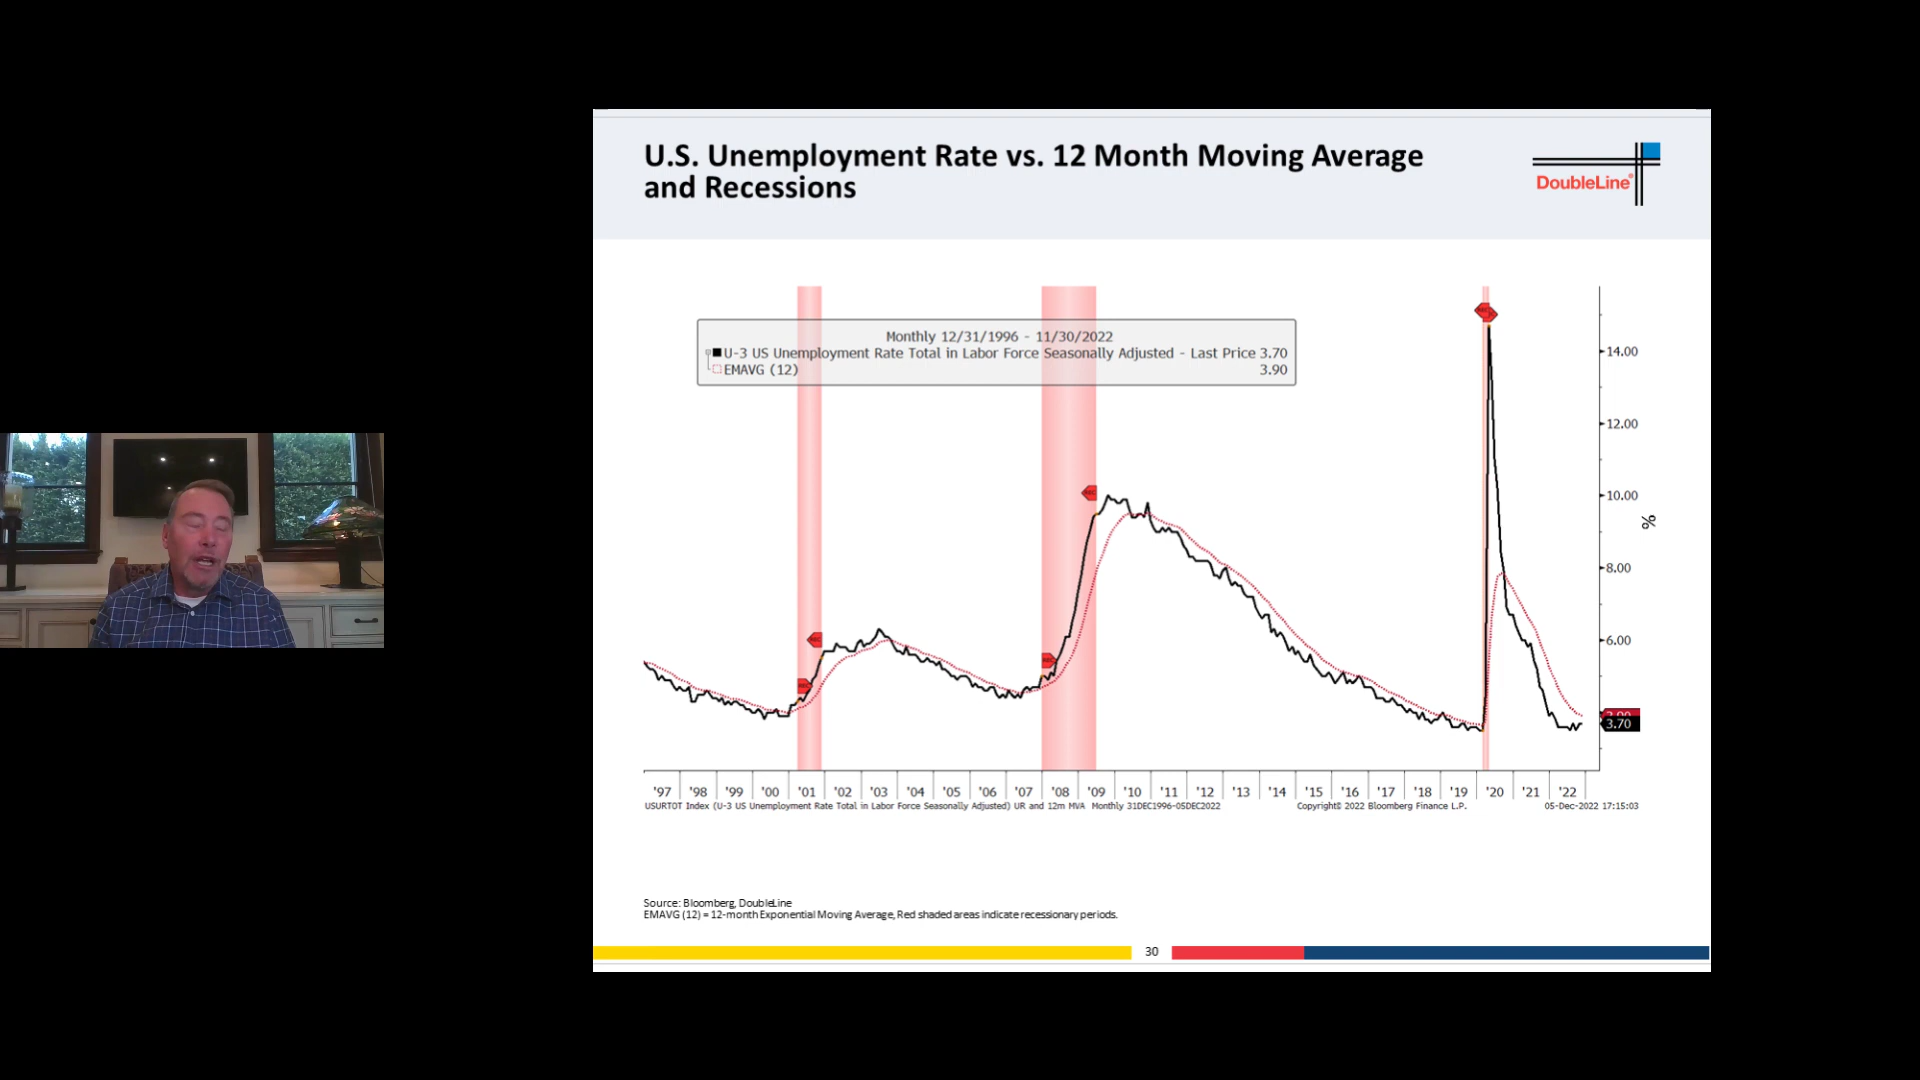 U.S. Unemployment Rate vs. 12 Month Moving Average
and Recessions
DoubleLine®
Monthly 12/31/1996 - 11/30/2022
U-3 US Unemployment Rate Total in Labor Force Seasonally Adjusted - Last Price 3.70
EMAVG (12) 3.90
14.00
12.00
10.00
%
8.00
6.00
3.90
3.70
'97 '98 '99 '00 '01 '02 '03 '04 '05 '06 '07 '08 '09 '10 '11 '12 '13 '14 '15 '16 '17 '18 '19 '20 '21 '22
USURTOT Index (U-3 US Unemployment Rate Total in Labor Force Seasonally Adjusted) UR and 12m MVA Monthly 31DEC1996-05DEC2022 Copyright© 2022 Bloomberg Finance L.P. 05-Dec-2022 17:15:03
Source: Bloomberg, DoubleLine
EMAVG (12) = 12-month Exponential Moving Average, Red shaded areas indicate recessionary periods.
30